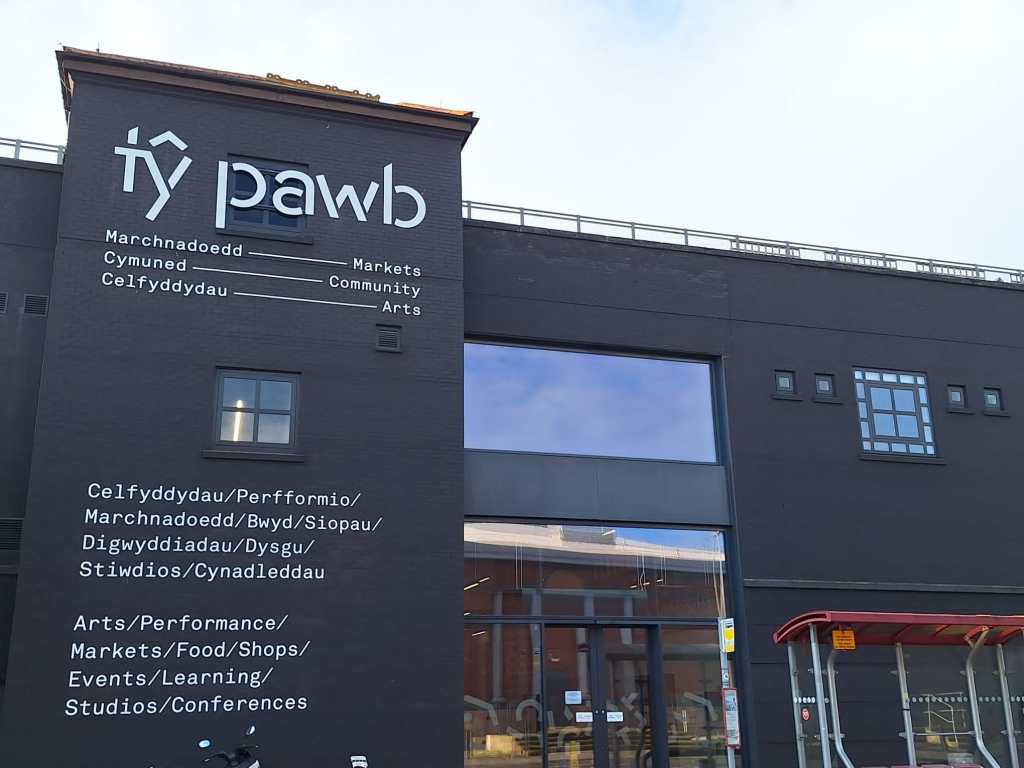 tŷ pawb
Marchnadoedd Markets
Cymuned Community
Celfyddydau Arts
Celfyddydau/Perfformio/
Marchnadoedd/Bwyd/Siopau/
Digwyddiadau/Dysgu/
Stiwdios/Cynadleddau
Arts/Performance/
Markets/Food/Shops/
Events/Learning/
Studios/Conferences